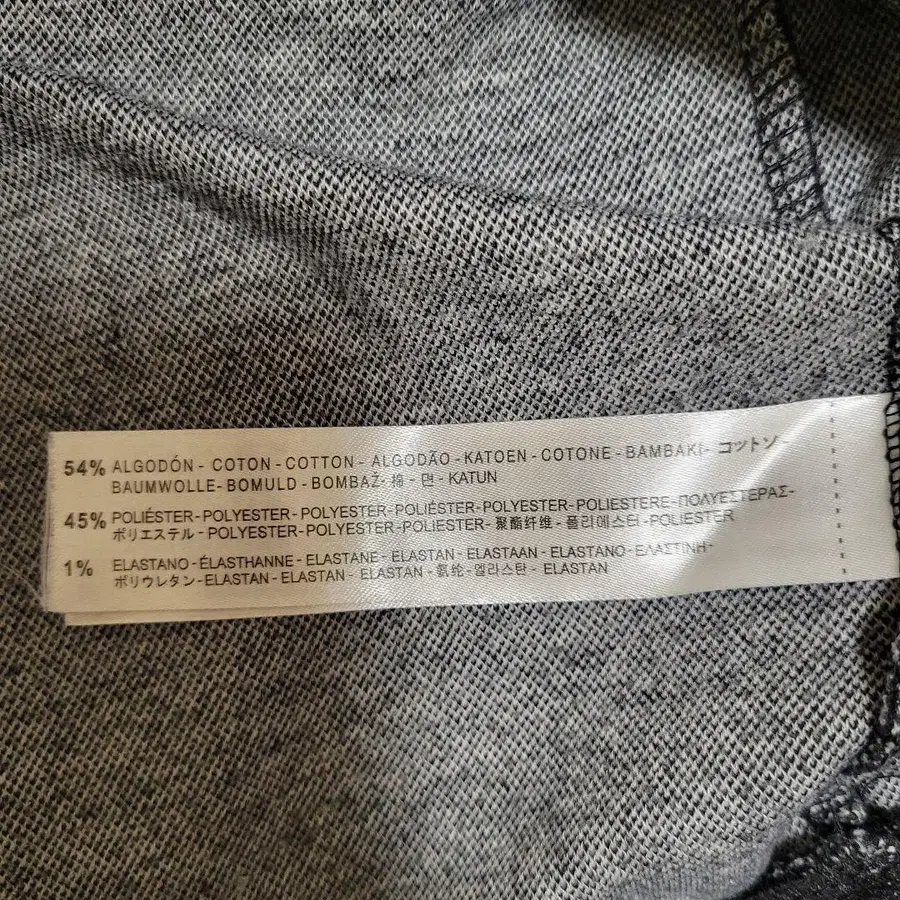 54% ALGODÓN - COTON - COTTON - ALGODÃO - KATOEN - COTONE - BAMBAKI - コットン -
BAUMWOLLE - BOMULD - BOMBAŽ - 棉 - 면 - KATUN
45% POLIÉSTER - POLYESTER - POLYESTER - POLIÉSTER - POLYESTER - POLIESTERE - ΠΟΛΥΕΣΤΕΡΑΣ -
ポリエステル - POLYESTER - POLYESTER - POLIESTER - 聚酯纤维 - 폴리에스터 - POLIESTER
1% ELASTANO - ÉLASTHANNE - ELASTANE - ELASTAN - ELASTAAN - ELASTANO - ΕΛΑΣΤΙΝΗ -
ポリウレタン - ELASTAN - ELASTAN - ELASTAN - 氨纶 - 엘리스탄 - ELASTAN